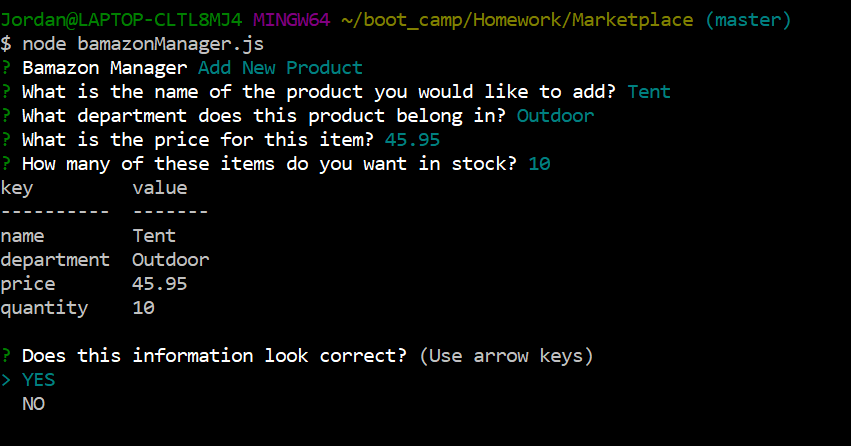 Jordan@LAPTOP-CLTL8MJ4 MINGW64 ~/boot_camp/Homework/Marketplace (master)
$ node bamazonManager.js
? Bamazon Manager Add New Product
? What is the name of the product you would like to add? Tent
? What department does this product belong in? Outdoor
? What is the price for this item? 45.95
? How many of these items do you want in stock? 10
key         value
----------  -------
name        Tent
department  Outdoor
price       45.95
quantity    10
? Does this information look correct? (Use arrow keys)
> YES
  NO